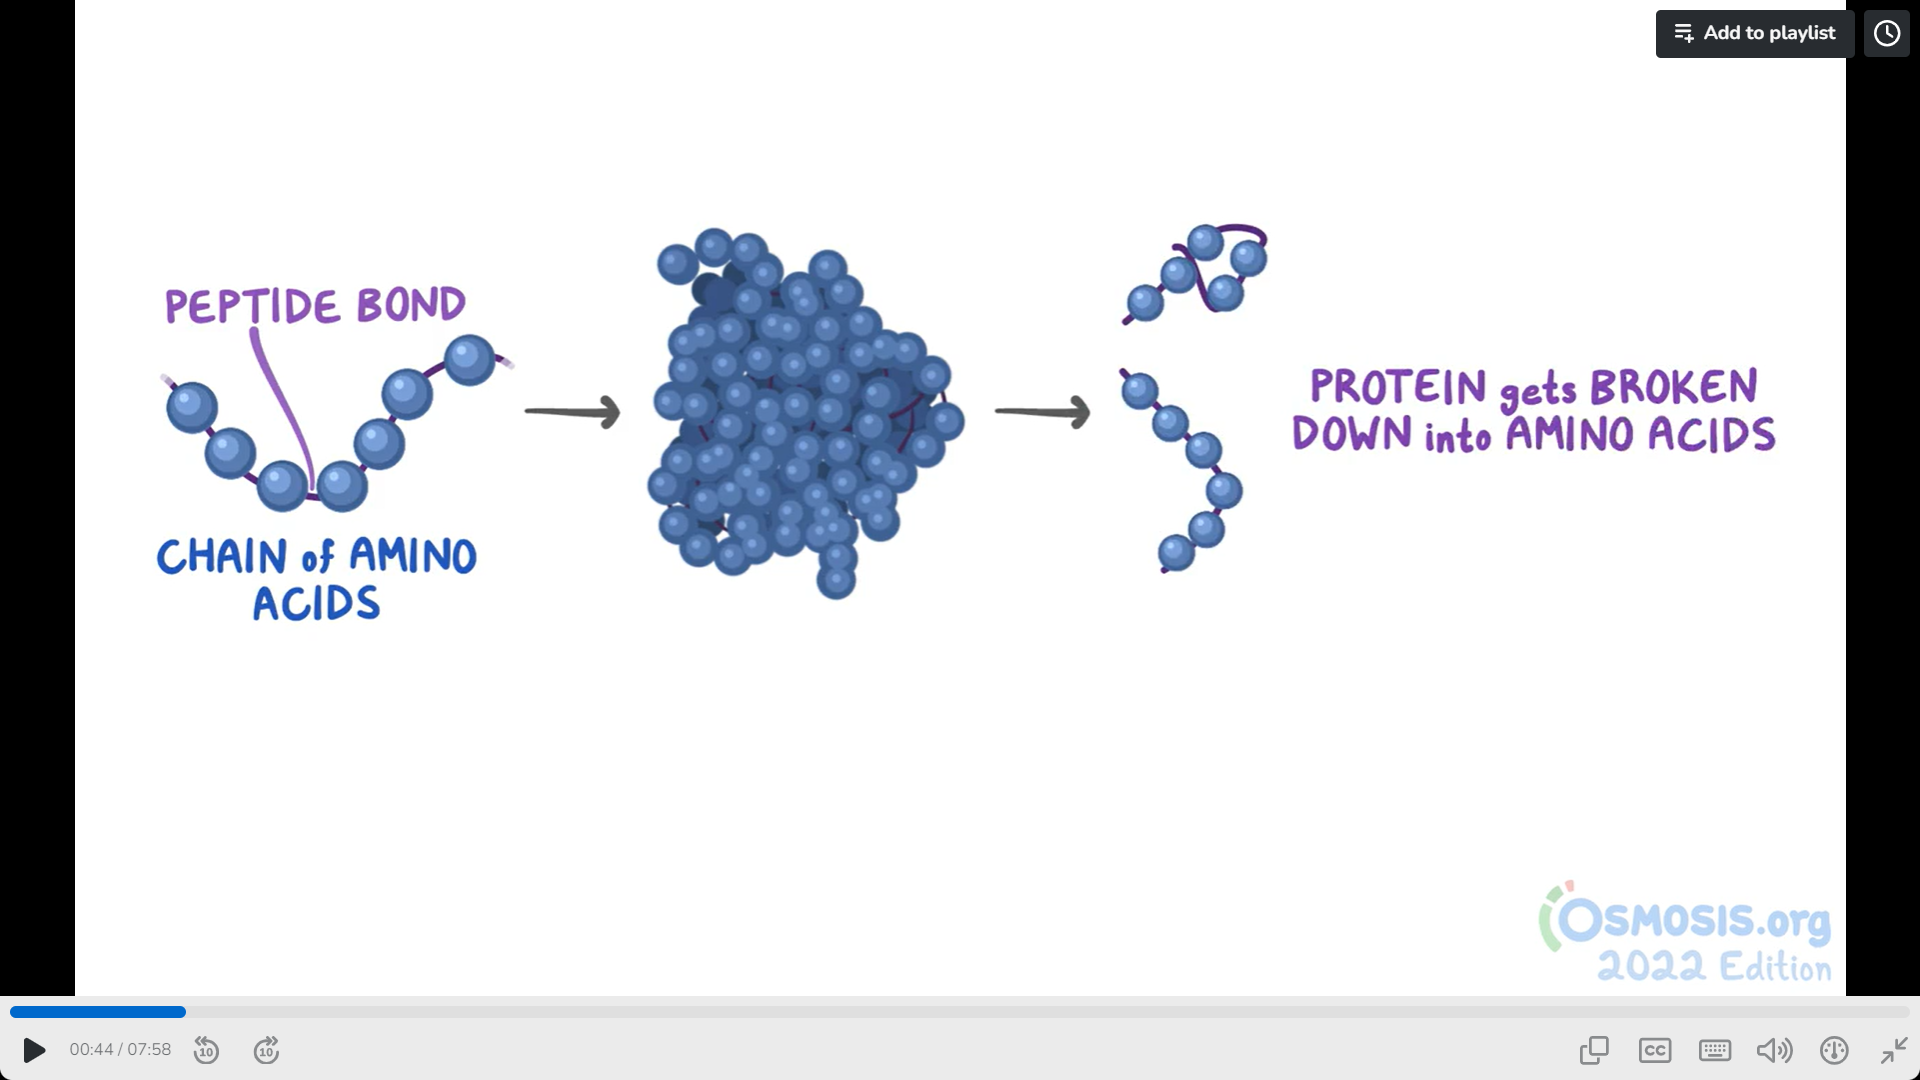 Add to playlist
PEPTIDE BOND
CHAIN of AMINO
ACIDS
PROTEIN gets BROKEN
DOWN into AMINO ACIDS
OSMOSIS.org
2022 Edition
00:44 / 07:58
10
10
CC